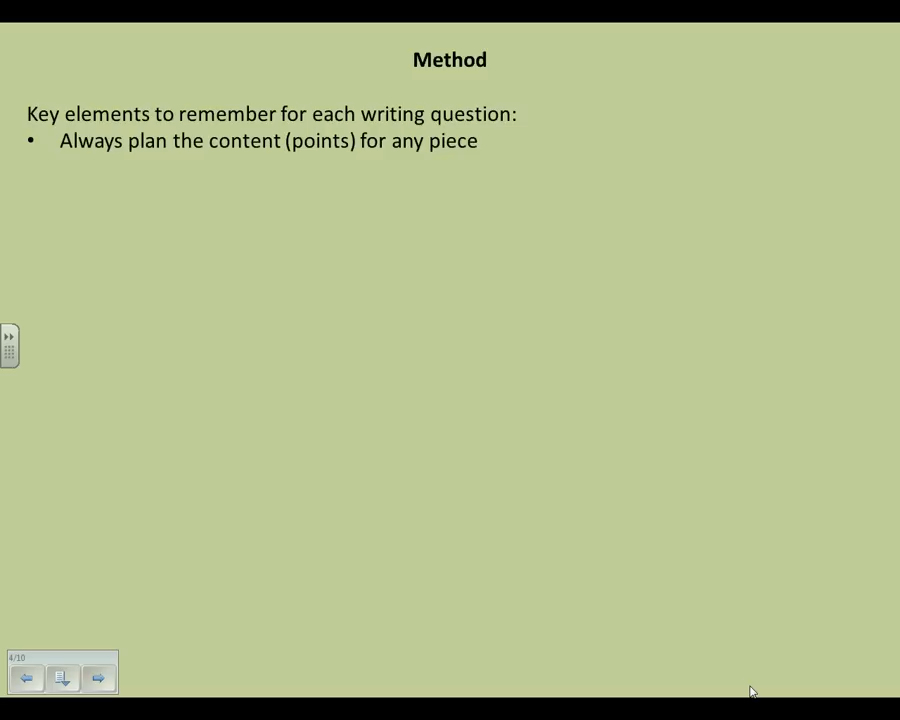 Method
Key elements to remember for each writing question:
• Always plan the content (points) for any piece
4/10